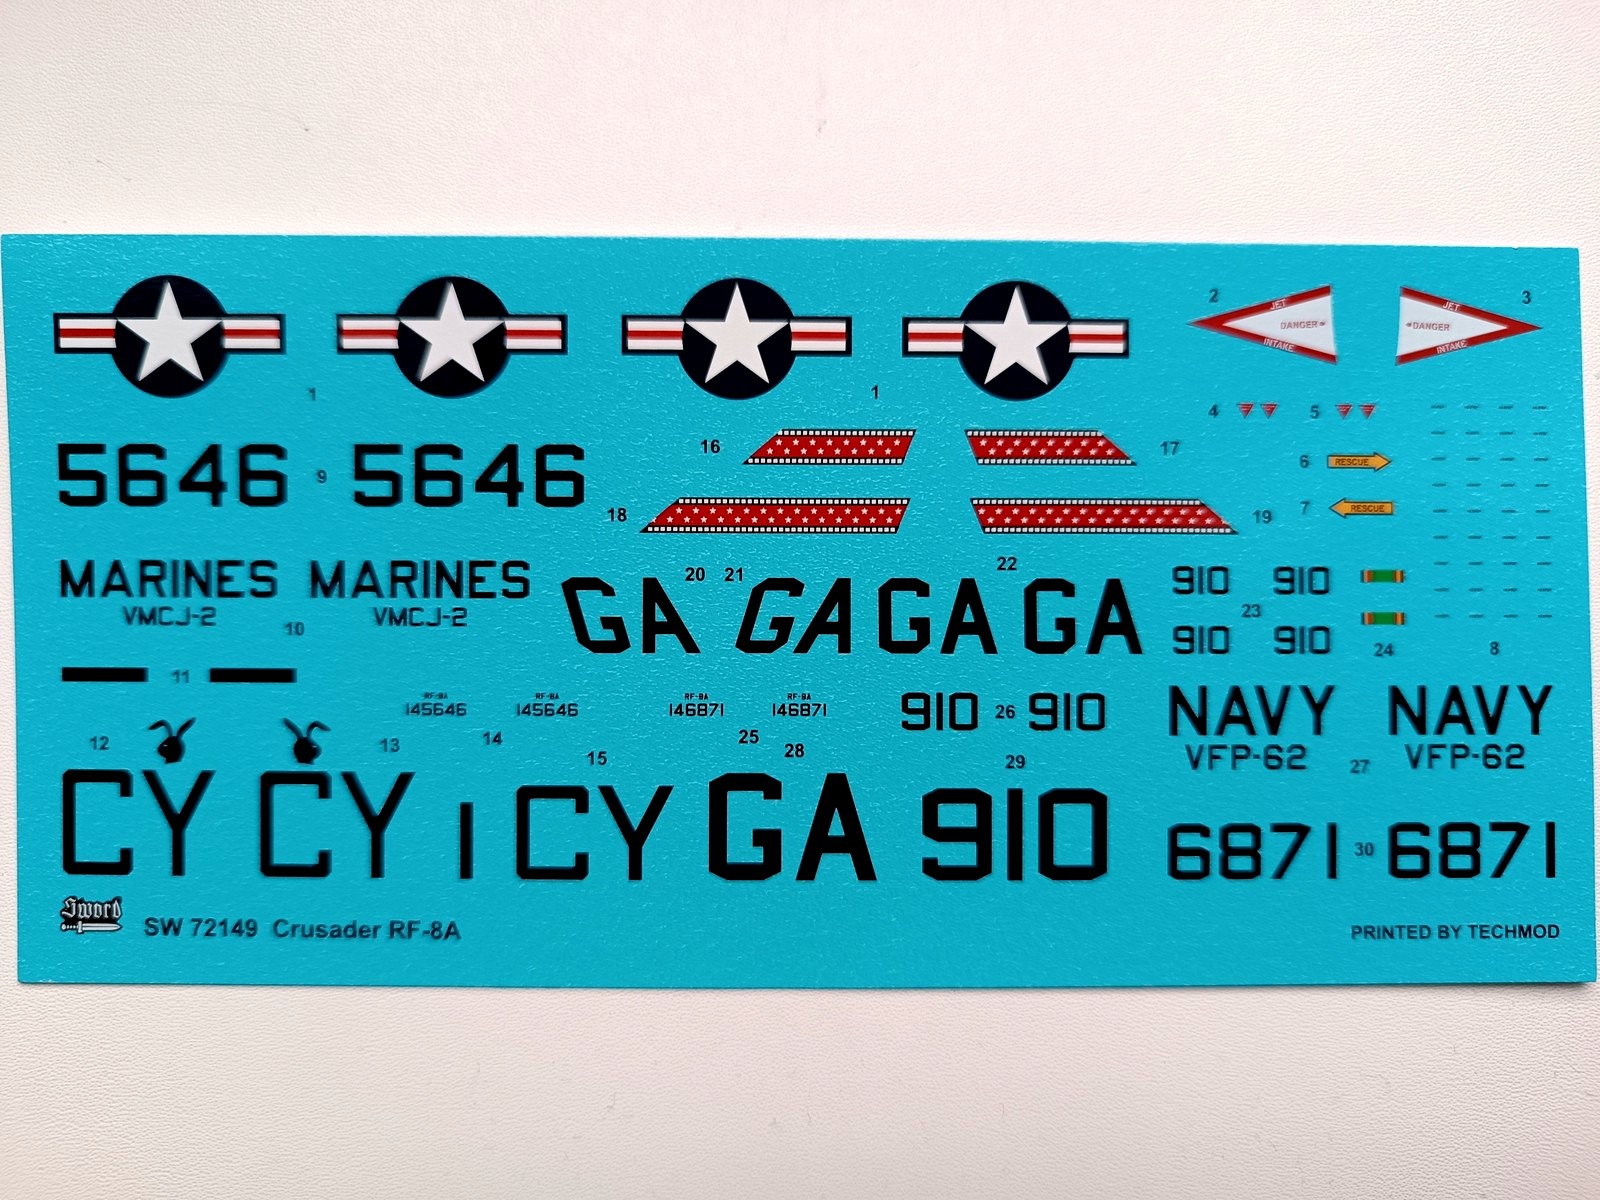 2 JET DANGER INTAKE
JET DANGER INTAKE 3
1 1
4 5
16 17
5646 9 5646
6 RESCUE
7 RESCUE
18 19
MARINES MARINES
VMCJ-2 VMCJ-2
10
20 21 22
GA GA GA GA
910 910
23
910 910
24 8
11
RF-8A RF-8A RF-8A RF-8A
145646 145646 146871 146871
910 26 910
NAVY NAVY
VFP-62 VFP-62
27
12 13 14 15 25 28 29
CY CY I CY GA 910
6871 30 6871
Sword SW 72149 Crusader RF-8A
PRINTED BY TECHMOD